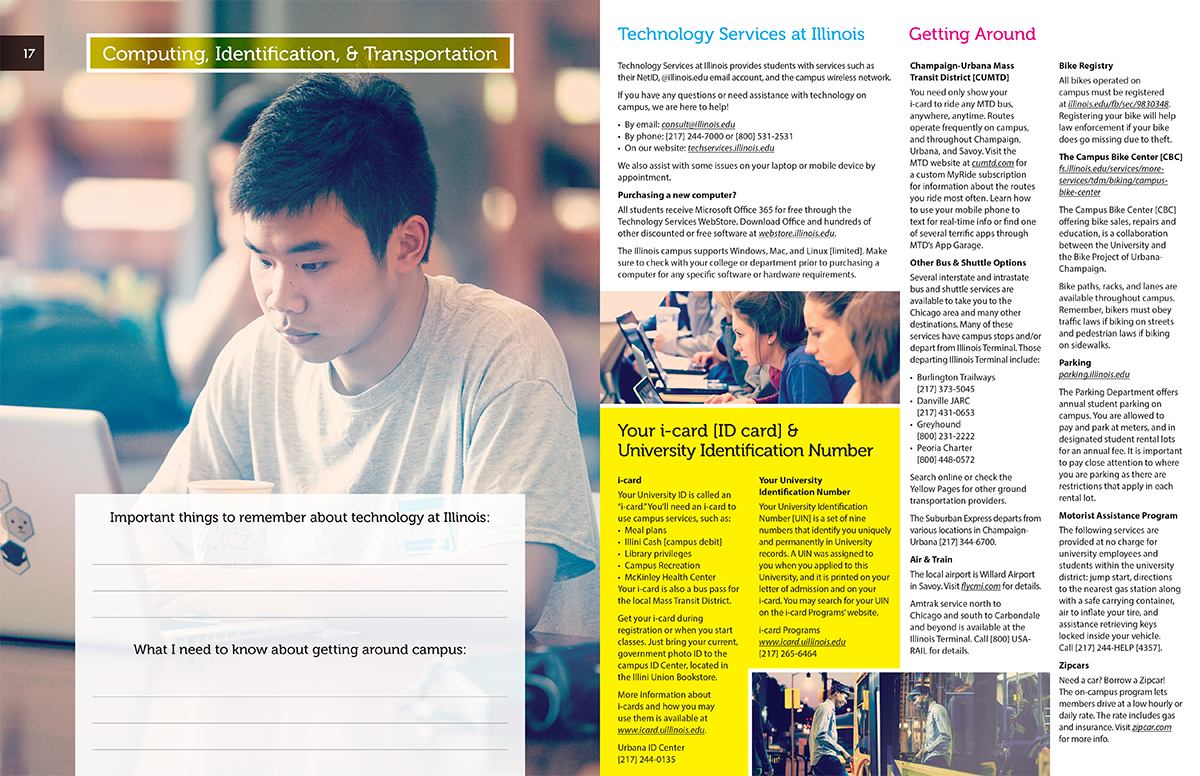 17
Computing, Identification, & Transportation
Important things to remember about technology at Illinois:
What I need to know about getting around campus:
Technology Services at Illinois
Technology Services at Illinois provides students with services such as
their NetID, @illinois.edu email account, and the campus wireless network.
If you have any questions or need assistance with technology on
campus, we are here to help!
• By email: consult@illinois.edu
• By phone: [217] 244-7000 or [800] 531-2531
• On our website: techservices.illinois.edu
We also assist with some issues on your laptop or mobile device by
appointment.
Purchasing a new computer?
All students receive Microsoft Office 365 for free through the
Technology Services WebStore. Download Office and hundreds of
other discounted or free software at webstore.illinois.edu.
The Illinois campus supports Windows, Mac, and Linux [limited]. Make
sure to check with your college or department prior to purchasing a
computer for any specific software or hardware requirements.
Your i-card [ID card] &
University Identification Number
i-card
Your University ID is called an
“i-card.” You’ll need an i-card to
use campus services, such as:
• Meal plans
• Illini Cash [campus debit]
• Library privileges
• Campus Recreation
• McKinley Health Center
Your i-card is also a bus pass for
the local Mass Transit District.
Get your i-card during
registration or when you start
classes. Just bring your current,
government photo ID to the
campus ID Center, located in
the Illini Union Bookstore.
More information about
i-cards and how you may
use them is available at
www.icard.uillinois.edu.
Urbana ID Center
[217] 244-0135
Your University
Identification Number
Your University Identification
Number [UIN] is a set of nine
numbers that identify you uniquely
and permanently in University
records. A UIN was assigned to
you when you applied to this
University, and it is printed on your
letter of admission and on your
i-card. You may search for your UIN
on the i-card Programs’ website.
i-card Programs
www.icard.uillinois.edu
[217] 265-6464
Getting Around
Champaign-Urbana Mass
Transit District [CUMTD]
You need only show your
i-card to ride any MTD bus,
anywhere, anytime. Routes
operate frequently on campus,
and throughout Champaign,
Urbana, and Savoy. Visit the
MTD website at cumtd.com for
a custom MyRide subscription
for information about the routes
you ride most often. Learn how
to use your mobile phone to
text for real-time info or find one
of several terrific apps through
MTD’s App Garage.
Other Bus & Shuttle Options
Several interstate and intrastate
bus and shuttle services are
available to take you to the
Chicago area and many other
destinations. Many of these
services have campus stops and/or
depart from Illinois Terminal. Those
departing Illinois Terminal include:
• Burlington Trailways
[217] 373-5045
• Danville JARC
[217] 431-0653
• Greyhound
[800] 231-2222
• Peoria Charter
[800] 448-0572
Search online or check the
Yellow Pages for other ground
transportation providers.
The Suburban Express departs from
various locations in Champaign-
Urbana [217] 344-6700.
Air & Train
The local airport is Willard Airport
in Savoy. Visit flycmi.com for details.
Amtrak service north to
Chicago and south to Carbondale
and beyond is available at the
Illinois Terminal. Call [800] USA-
RAIL for details.
Bike Registry
All bikes operated on
campus must be registered
at illinois.edu/fb/sec/9830348.
Registering your bike will help
law enforcement if your bike
does go missing due to theft.
The Campus Bike Center [CBC]
fs.illinois.edu/services/more-
services/tdm/biking/campus-
bike-center
The Campus Bike Center [CBC]
offering bike sales, repairs and
education, is a collaboration
between the University and
the Bike Project of Urbana-
Champaign.
Bike paths, racks, and lanes are
available throughout campus.
Remember, bikers must obey
traffic laws if biking on streets
and pedestrian laws if biking
on sidewalks.
Parking
parking.illinois.edu
The Parking Department offers
annual student parking on
campus. You are allowed to
pay and park at meters, and in
designated student rental lots
for an annual fee. It is important
to pay close attention to where
you are parking as there are
restrictions that apply in each
rental lot.
Motorist Assistance Program
The following services are
provided at no charge for
university employees and
students within the university
district: jump start, directions
to the nearest gas station along
with a safe carrying container,
air to inflate your tire, and
assistance retrieving keys
locked inside your vehicle.
Call [217] 244-HELP [4357].
Zipcars
Need a car? Borrow a Zipcar!
The on-campus program lets
members drive at a low hourly or
daily rate. The rate includes gas
and insurance. Visit zipcar.com
for more info.